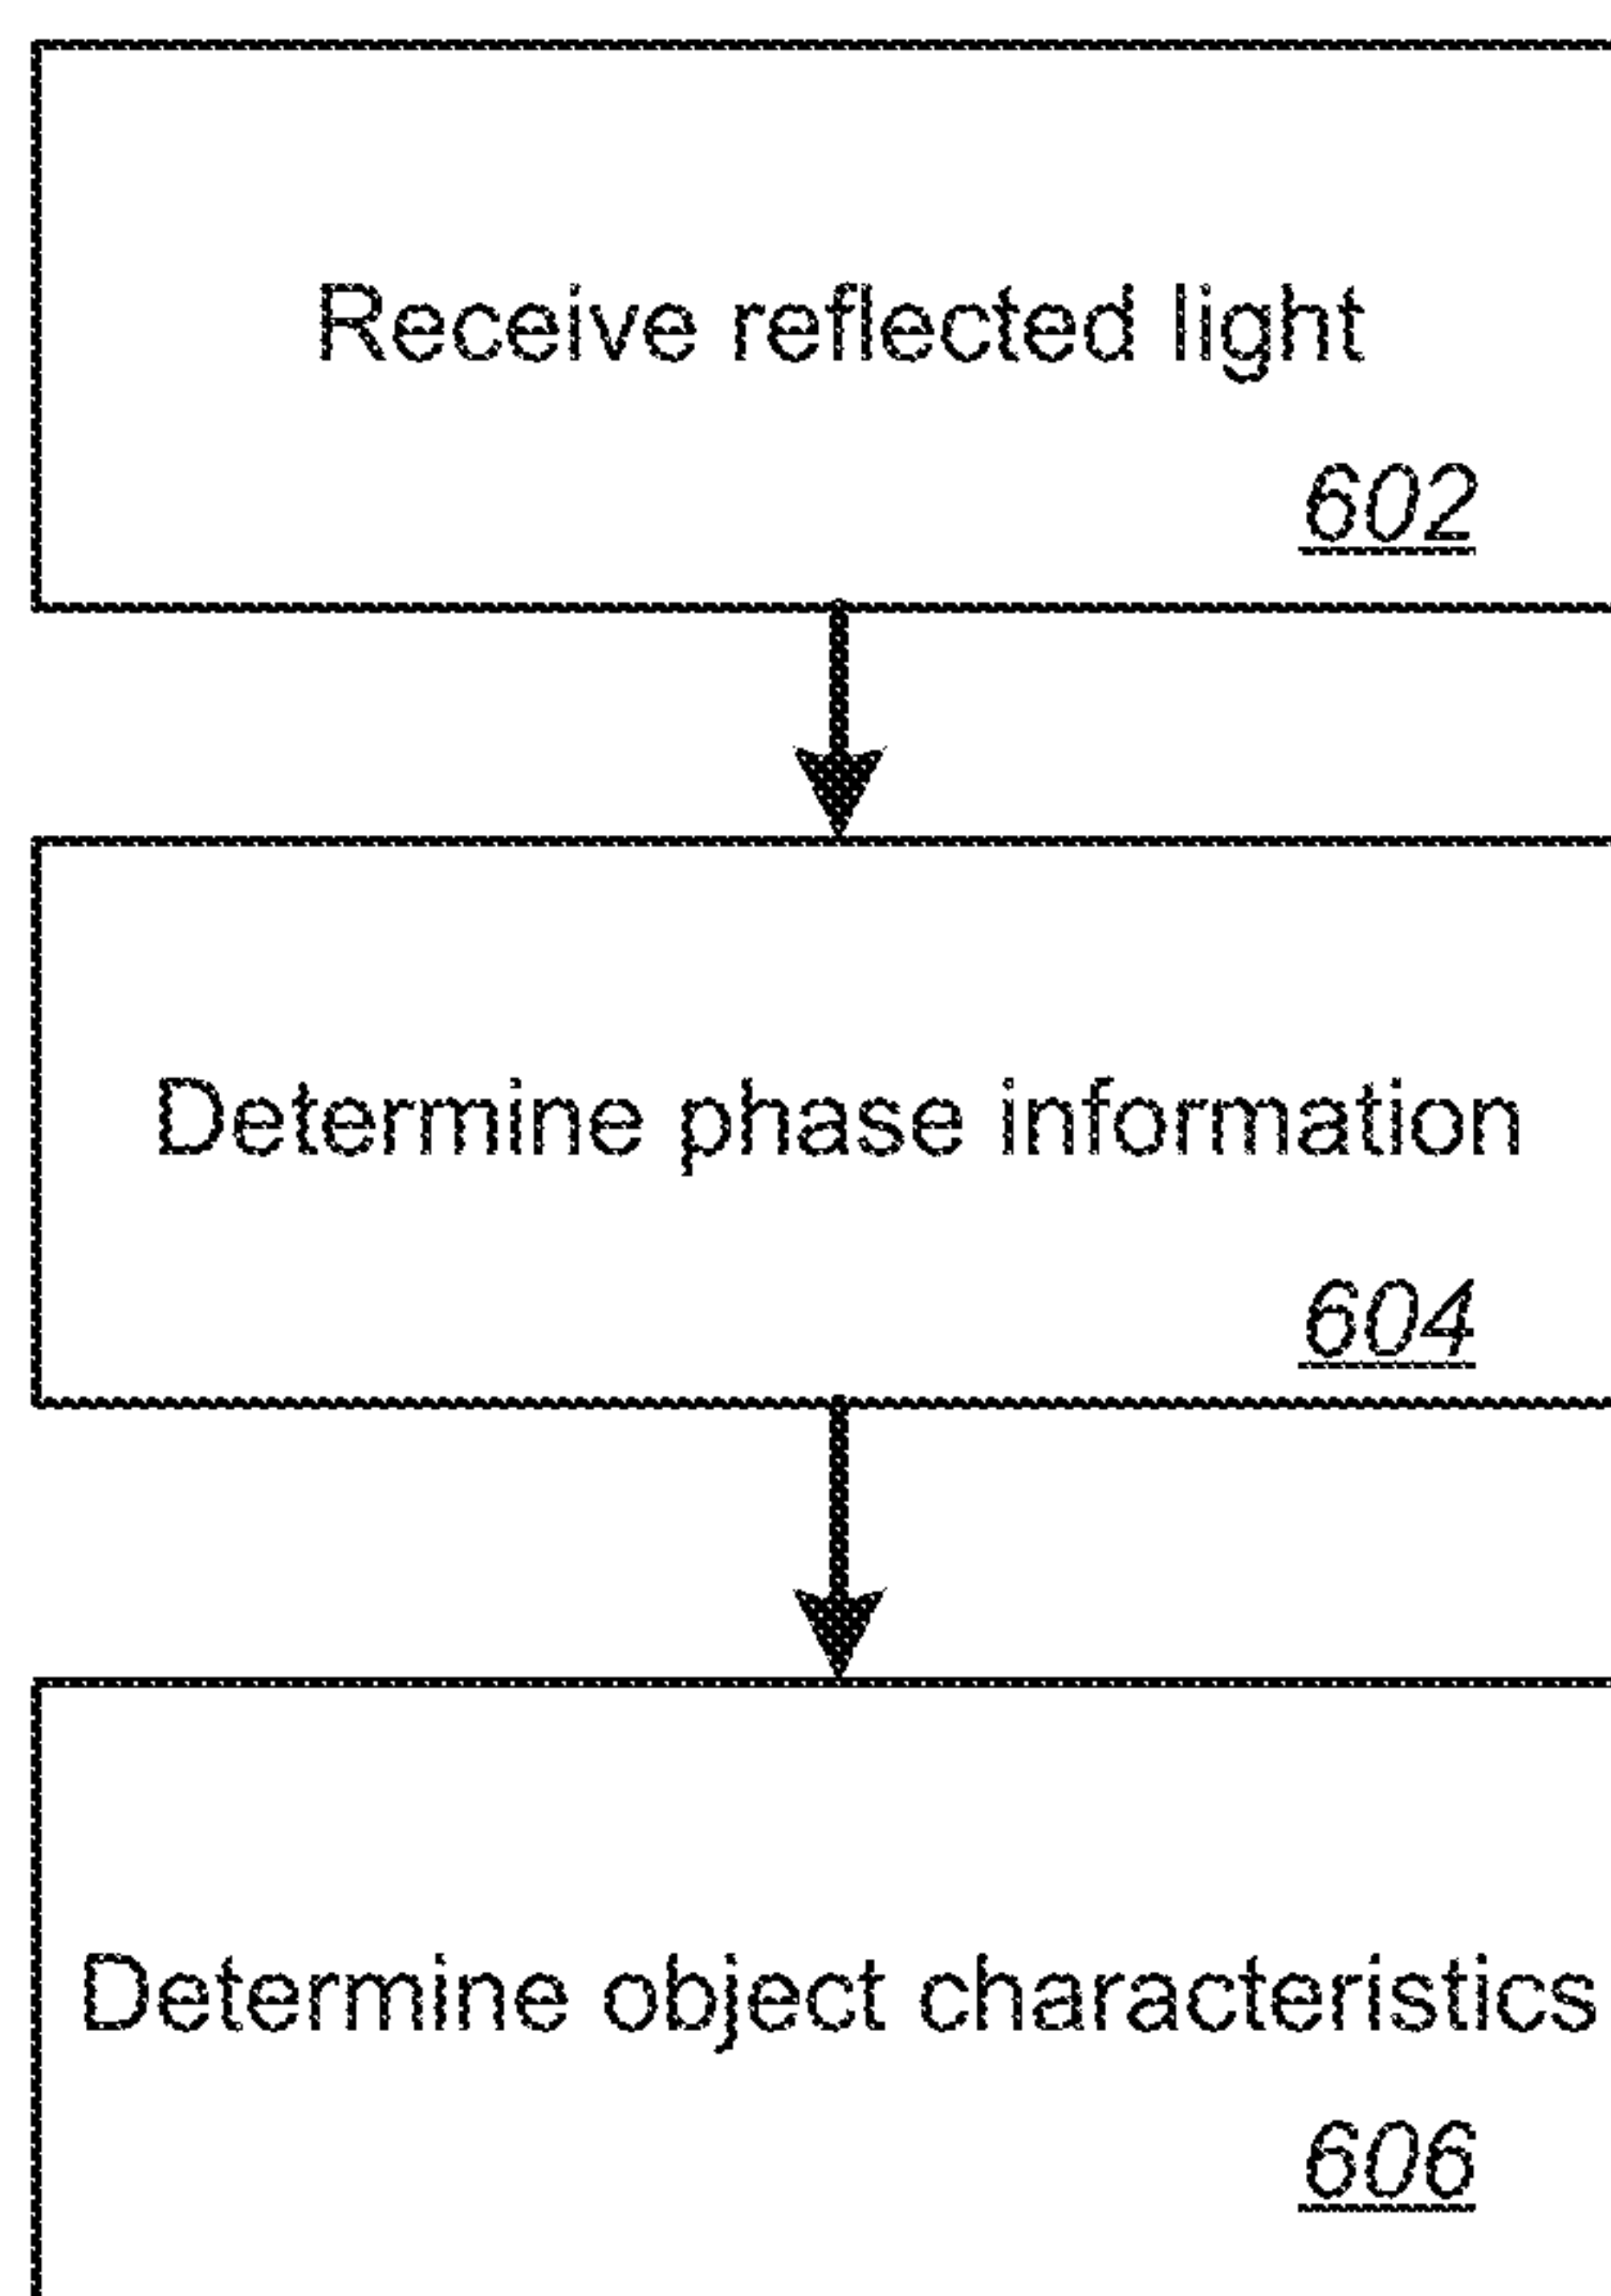 Receive reflected light
602
Determine phase information
604
Determine object characteristics
606